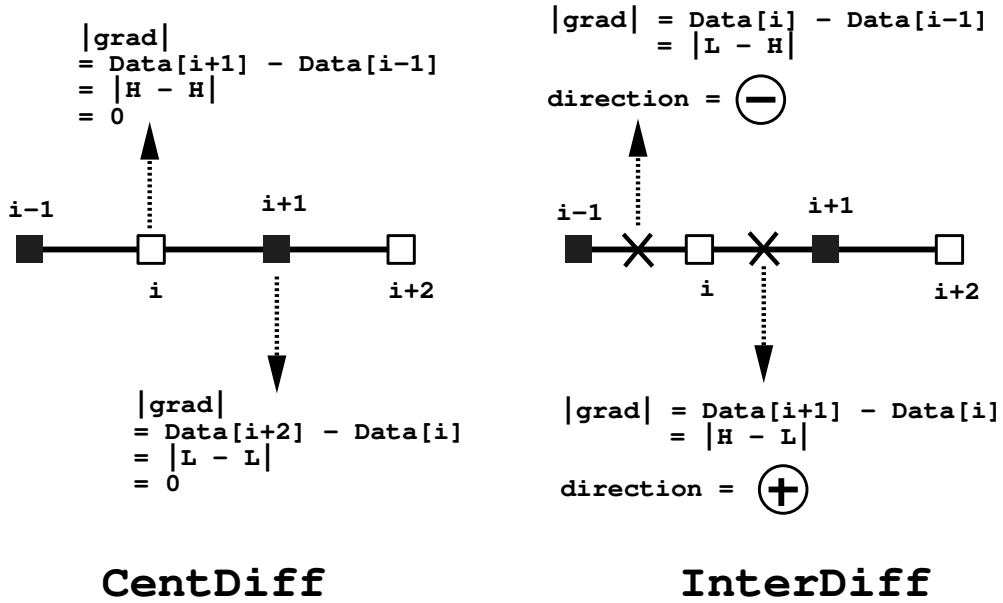 |grad|
= Data[i+1] − Data[i−1]
= |H − H|
= 0
i−1
i+1
i
i+2
|grad|
= Data[i+2] − Data[i]
= |L − L|
= 0
CentDiff
|grad| = Data[i] − Data[i−1]
= |L − H|
direction = −
i−1
i+1
i
i+2
|grad| = Data[i+1] − Data[i]
= |H − L|
direction = +
InterDiff